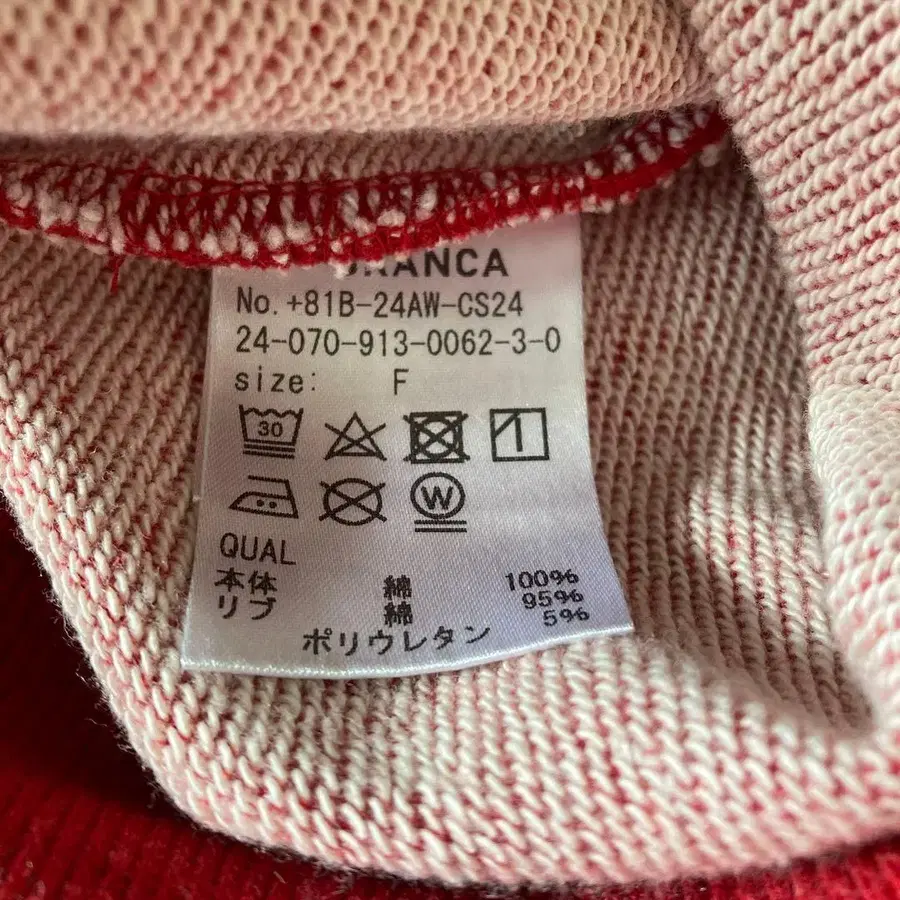 No. +81B-24AW-CS24
24-070-913-0062-3-0
size: F
30
W
QUAL
本体 綿 100%
リブ 綿 95%
ポリウレタン 5%